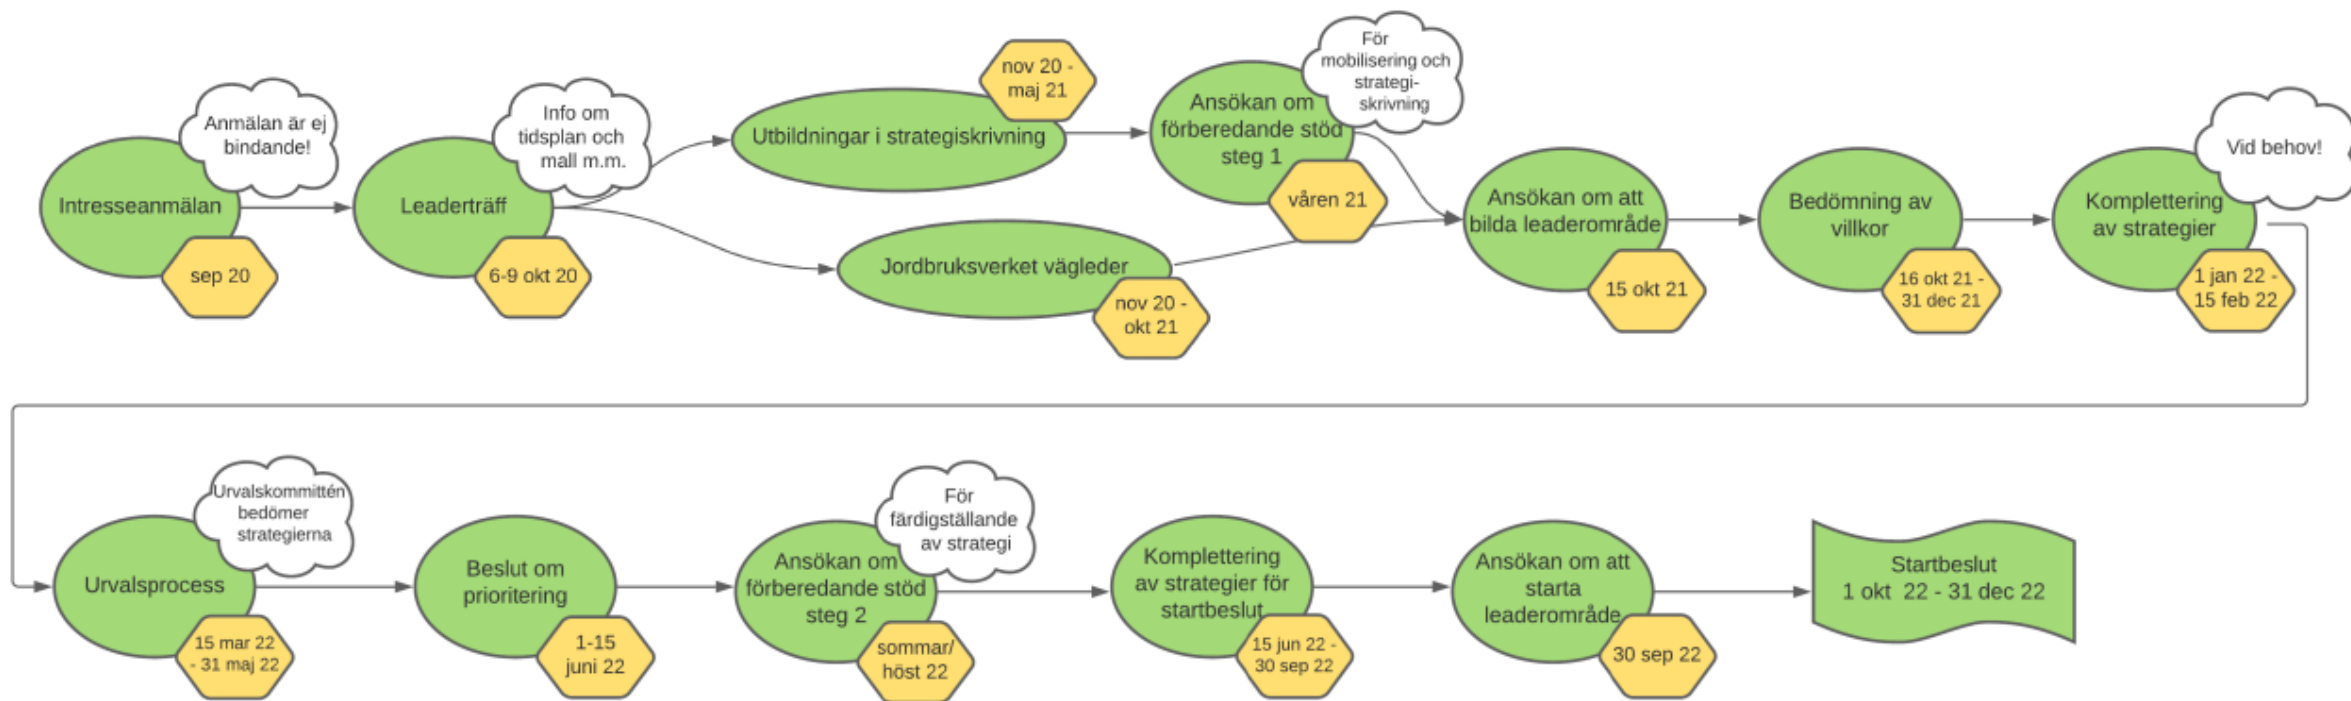 Intresseanmälan
Anmälan är ej
bindande!
sep 20
Leaderträff
Info om
tidsplan och
mall m.m.
6-9 okt 20
Utbildningar i strategiskrivning
nov 20 -
maj 21
Jordbruksverket vägleder
nov 20 -
okt 21
Ansökan om
förberedande stöd
steg 1
För
mobilisering och
strategi-
skrivning
våren 21
Ansökan om att
bilda leaderområde
15 okt 21
Bedömning av
villkor
16 okt 21 -
31 dec 21
Komplettering
av strategier
Vid behov!
1 jan 22 -
15 feb 22
Urvalsprocess
Urvalskommittén
bedömer
strategierna
15 mar 22
- 31 maj 22
Beslut om
prioritering
1-15
juni 22
Ansökan om
förberedande stöd
steg 2
För
färdigställande
av strategi
sommar/
höst 22
Komplettering
av strategier för
startbeslut
15 jun 22 -
30 sep 22
Ansökan om att
starta
leaderområde
30 sep 22
Startbeslut
1 okt 22 - 31 dec 22